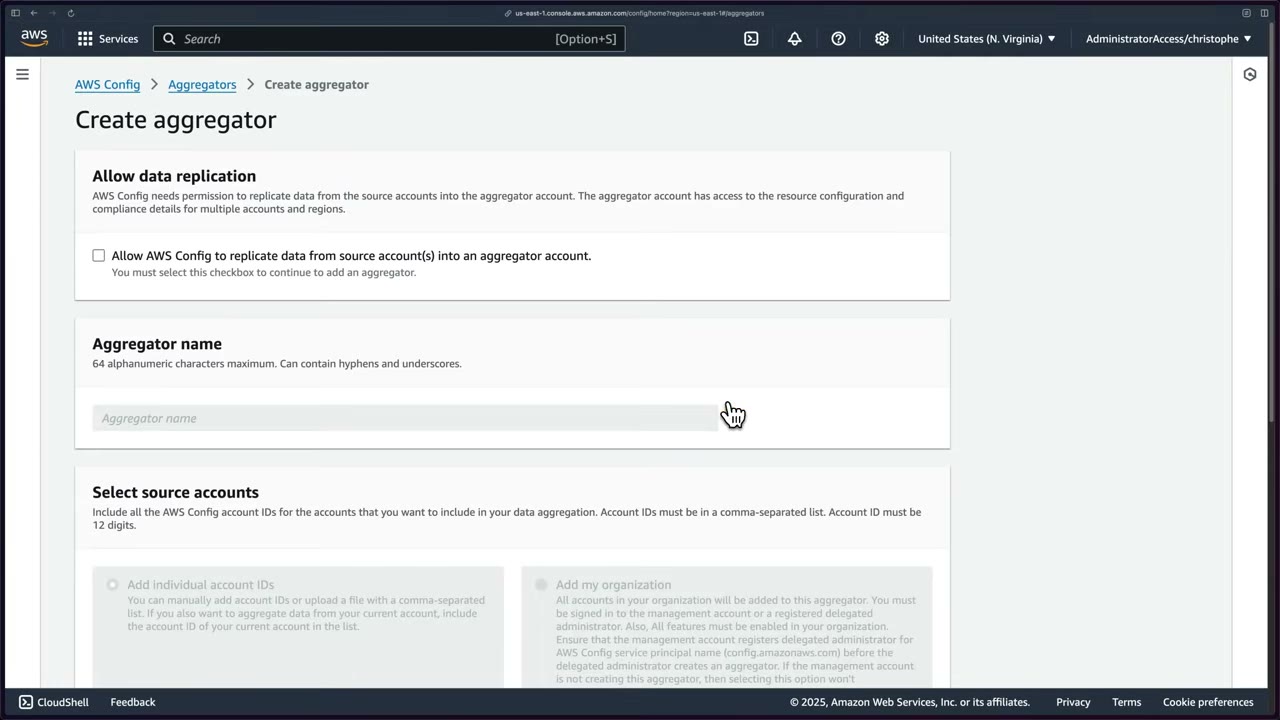 us-east-1.console.aws.amazon.com/config/home?region=us-east-1#/aggregators
aws
Services
Search
[Option+S]
United States (N. Virginia)
AdministratorAccess/christophe
AWS Config
Aggregators
Create aggregator
Create aggregator
Allow data replication
AWS Config needs permission to replicate data from the source accounts into the aggregator account. The aggregator account has access to the resource configuration and
compliance details for multiple accounts and regions.
Allow AWS Config to replicate data from source account(s) into an aggregator account.
You must select this checkbox to continue to add an aggregator.
Aggregator name
64 alphanumeric characters maximum. Can contain hyphens and underscores.
Aggregator name
Select source accounts
Include all the AWS Config account IDs for the accounts that you want to include in your data aggregation. Account IDs must be in a comma-separated list. Account ID must be
12 digits.
Add individual account IDs
You can manually add account IDs or upload a file with a comma-separated
list. If you also want to aggregate data from your current account, include
the account ID of your current account in the list.
Add my organization
All accounts in your organization will be added to this aggregator. You must
be signed in to the management account or a registered delegated
administrator. Also, All features must be enabled in your organization.
Ensure that the management account registers delegated administrator for
AWS Config service principal name (config.amazonaws.com) before the
delegated administrator creates an aggregator. If the management account
is not creating this aggregator, then selecting this option won't
CloudShell
Feedback
© 2025, Amazon Web Services, Inc. or its affiliates.
Privacy
Terms
Cookie preferences